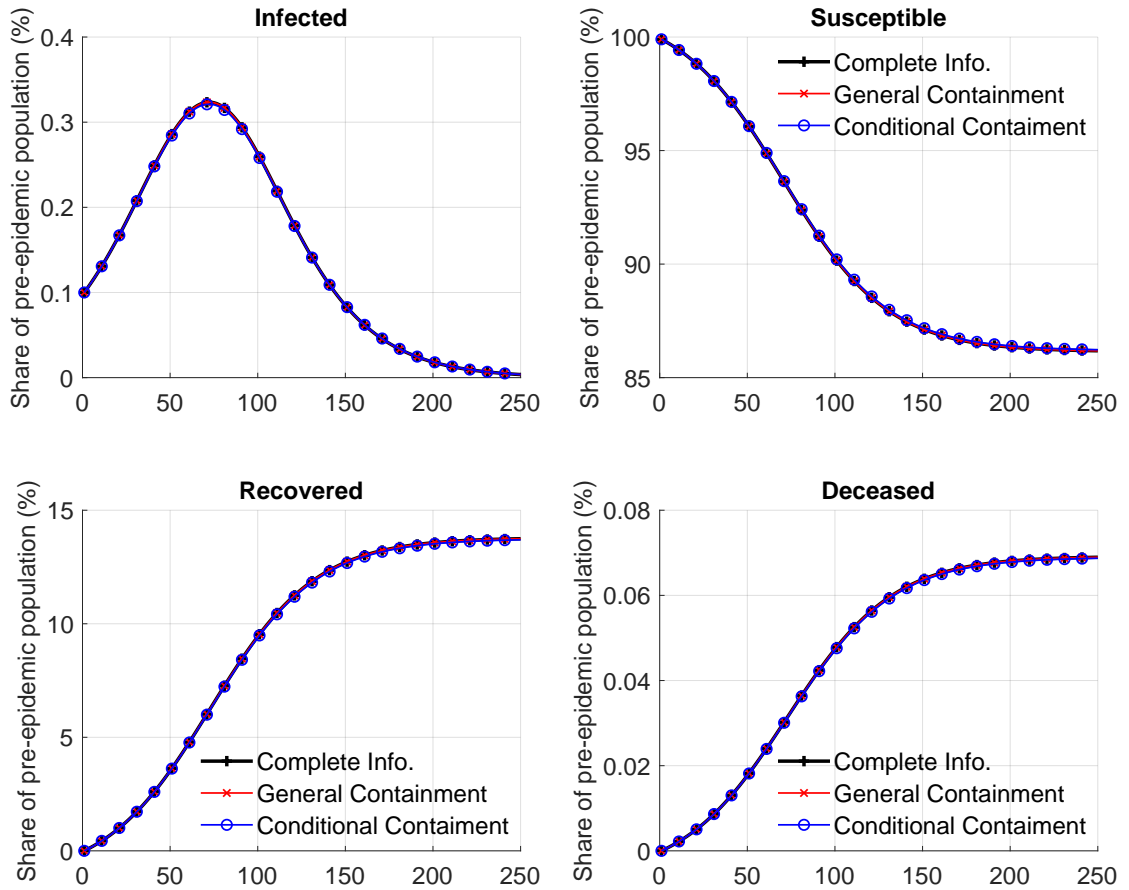 Infected
Share of pre-epidemic population (%)
0.4
0.3
0.2
0.1
0
0 50 100 150 200 250
Susceptible
Share of pre-epidemic population (%)
100
95
90
85
Complete Info.
General Containment
Conditional Contaiment
0 50 100 150 200 250
Recovered
Share of pre-epidemic population (%)
15
10
5
0
Complete Info.
General Containment
Conditional Contaiment
0 50 100 150 200 250
Deceased
Share of pre-epidemic population (%)
0.08
0.06
0.04
0.02
0
Complete Info.
General Containment
Conditional Contaiment
0 50 100 150 200 250